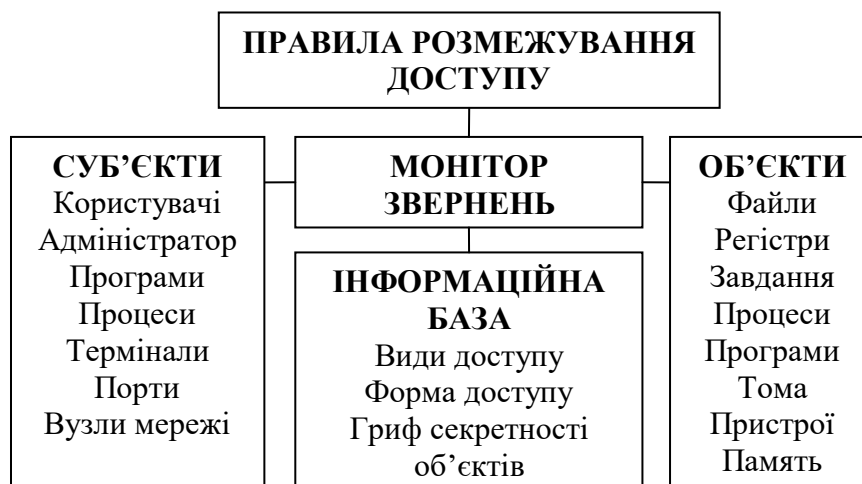 ПРАВИЛА РОЗМЕЖУВАННЯ
ДОСТУПУ
СУБ’ЄКТИ
Користувачі
Адміністратор
Програми
Процеси
Термінали
Порти
Вузли мережі
МОНІТОР
ЗВЕРНЕНЬ
ІНФОРМАЦІЙНА
БАЗА
Види доступу
Форма доступу
Гриф секретності
об’єктів
ОБ’ЄКТИ
Файли
Регістри
Завдання
Процеси
Програми
Тома
Пристрої
Память